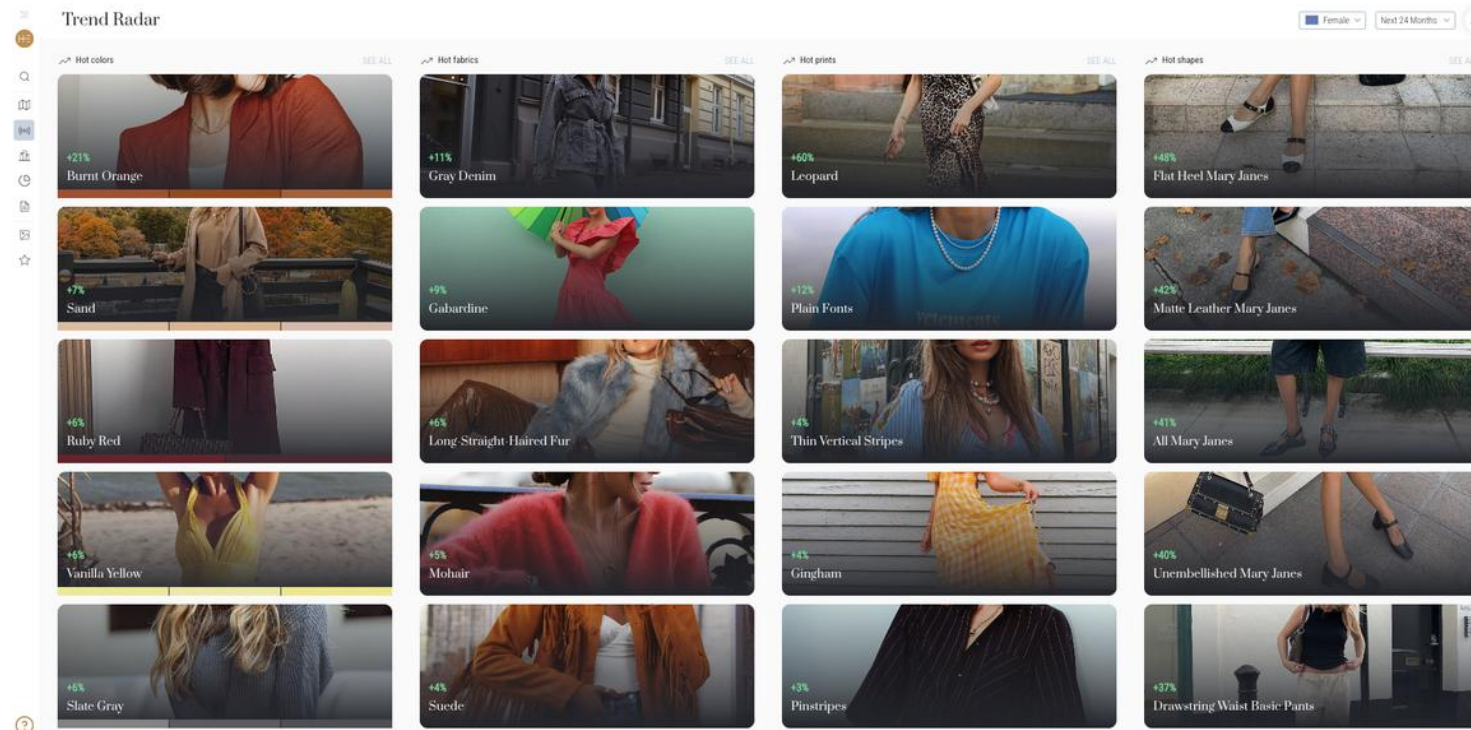 Trend Radar
Female
Next 24 Months
Hot colors
SEE ALL
+21%
Burnt Orange
+7%
Sand
+6%
Ruby Red
+6%
Vanilla Yellow
+6%
Slate Gray
Hot fabrics
SEE ALL
+11%
Gray Denim
+9%
Gabardine
+6%
Long-Straight-Haired Fur
+5%
Mohair
+4%
Suede
Hot prints
SEE ALL
+60%
Leopard
+12%
Plain Fonts
+4%
Thin Vertical Stripes
+4%
Gingham
+3%
Pinstripes
Hot shapes
SEE
+48%
Flat Heel Mary Janes
+42%
Matte Leather Mary Janes
+41%
All Mary Janes
+40%
Unembellished Mary Janes
+37%
Drawstring Waist Basic Pants